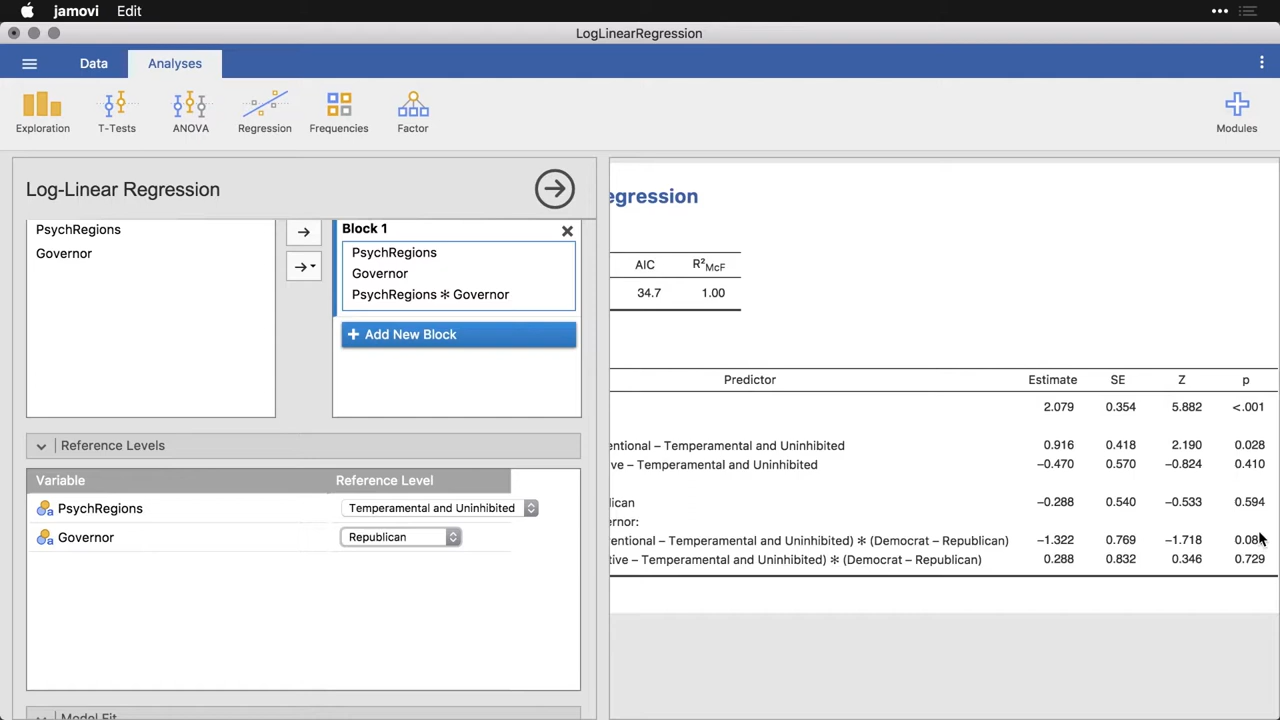 jamovi Edit
LogLinearRegression
Data Analyses
Exploration T-Tests ANOVA Regression Frequencies Factor Modules
Log-Linear Regression
PsychRegions
Governor
Block 1
PsychRegions
Governor
PsychRegions ✻ Governor
+ Add New Block
Reference Levels
Variable Reference Level
PsychRegions Temperamental and Uninhibited
Governor Republican
Model Fit
egression
AIC R²McF
34.7 1.00
Predictor Estimate SE Z p
2.079 0.354 5.882 <.001
entional – Temperamental and Uninhibited 0.916 0.418 2.190 0.028
ve – Temperamental and Uninhibited −0.470 0.570 −0.824 0.410
lican −0.288 0.540 −0.533 0.594
ernor:
entional – Temperamental and Uninhibited) ✻ (Democrat – Republican) −1.322 0.769 −1.718 0.08
tive – Temperamental and Uninhibited) ✻ (Democrat – Republican) 0.288 0.832 0.346 0.729